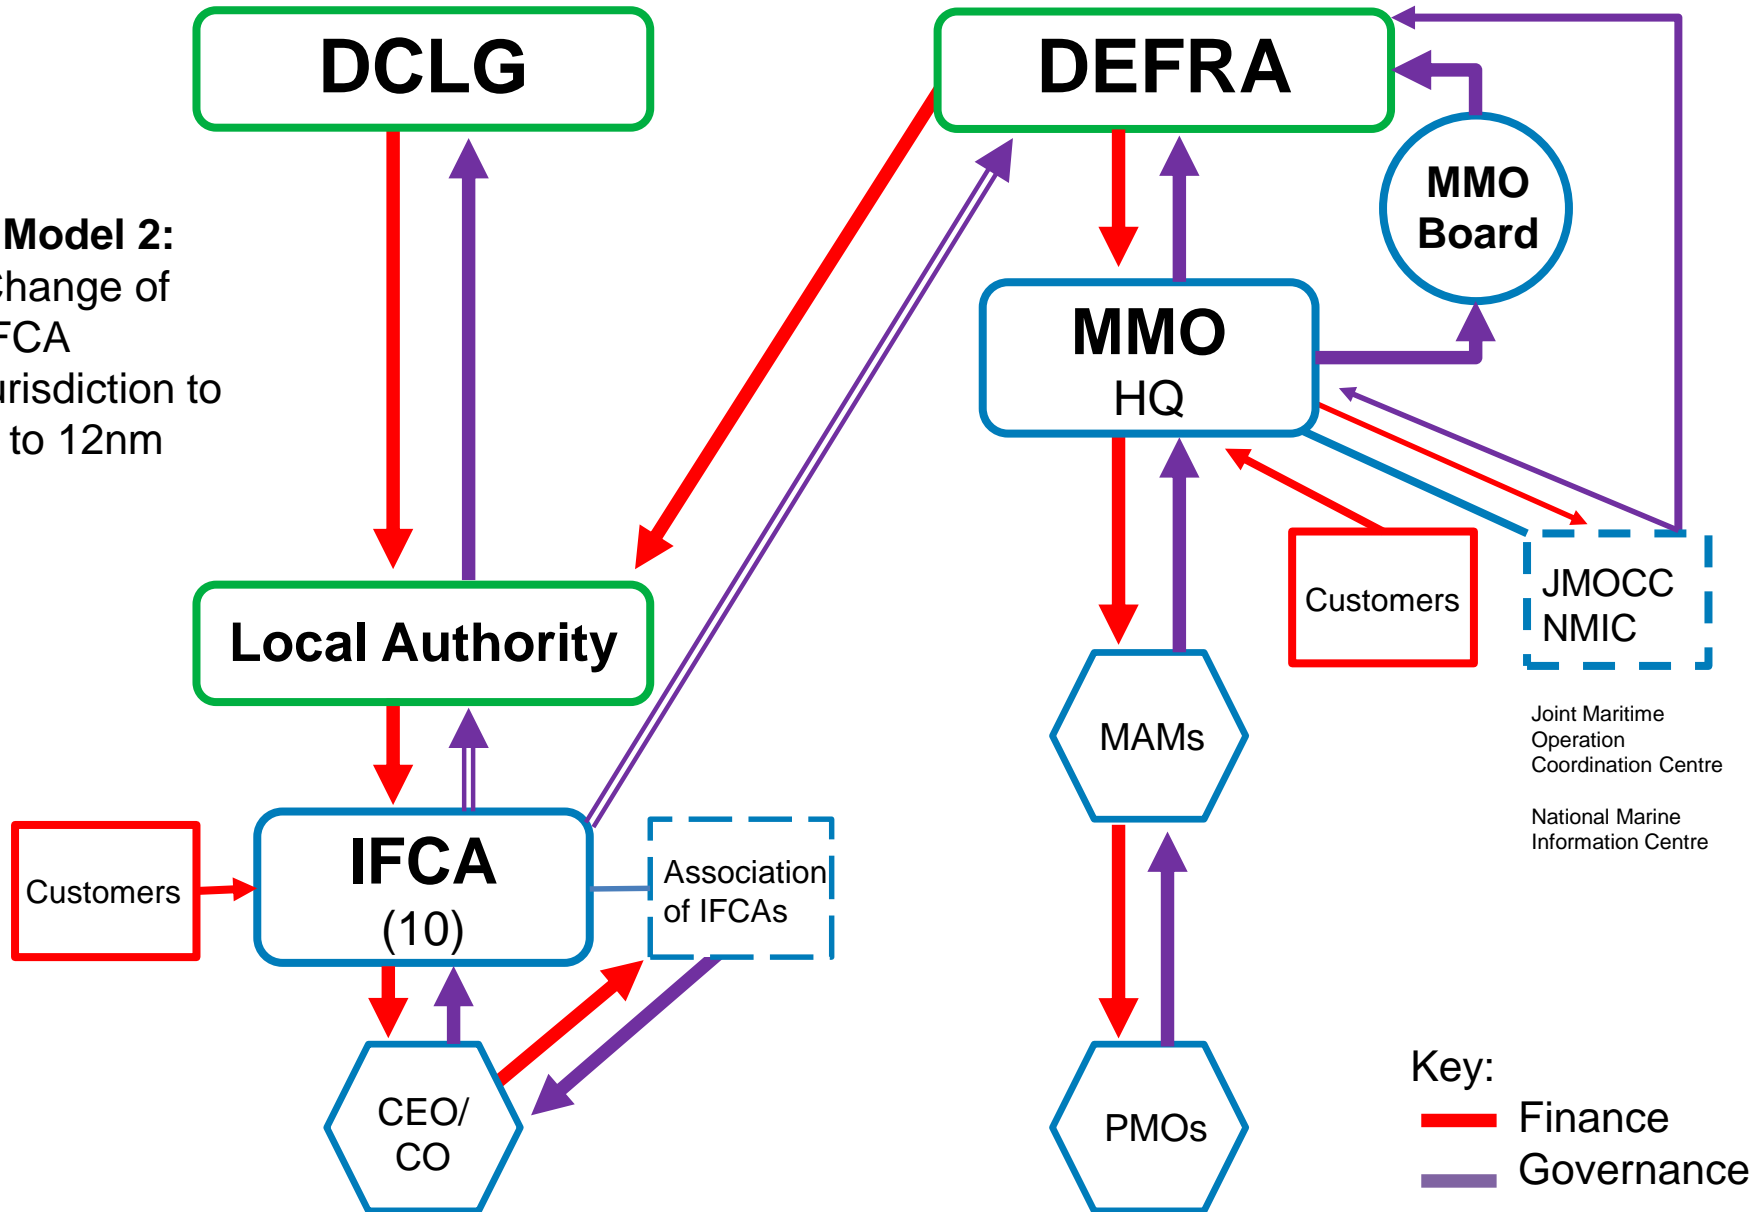 DCLG
DEFRA
MMO
Board
Model 2:
Change of
FCA
urisdiction to
to 12nm
MMO
HQ
Customers
JMOCC
NMIC
Local Authority
MAMs
Joint Maritime
Operation
Coordination Centre
National Marine
Information Centre
Customers
IFCA
(10)
Association
of IFCAs
CEO/
CO
PMOs
Key:
Finance
Governance